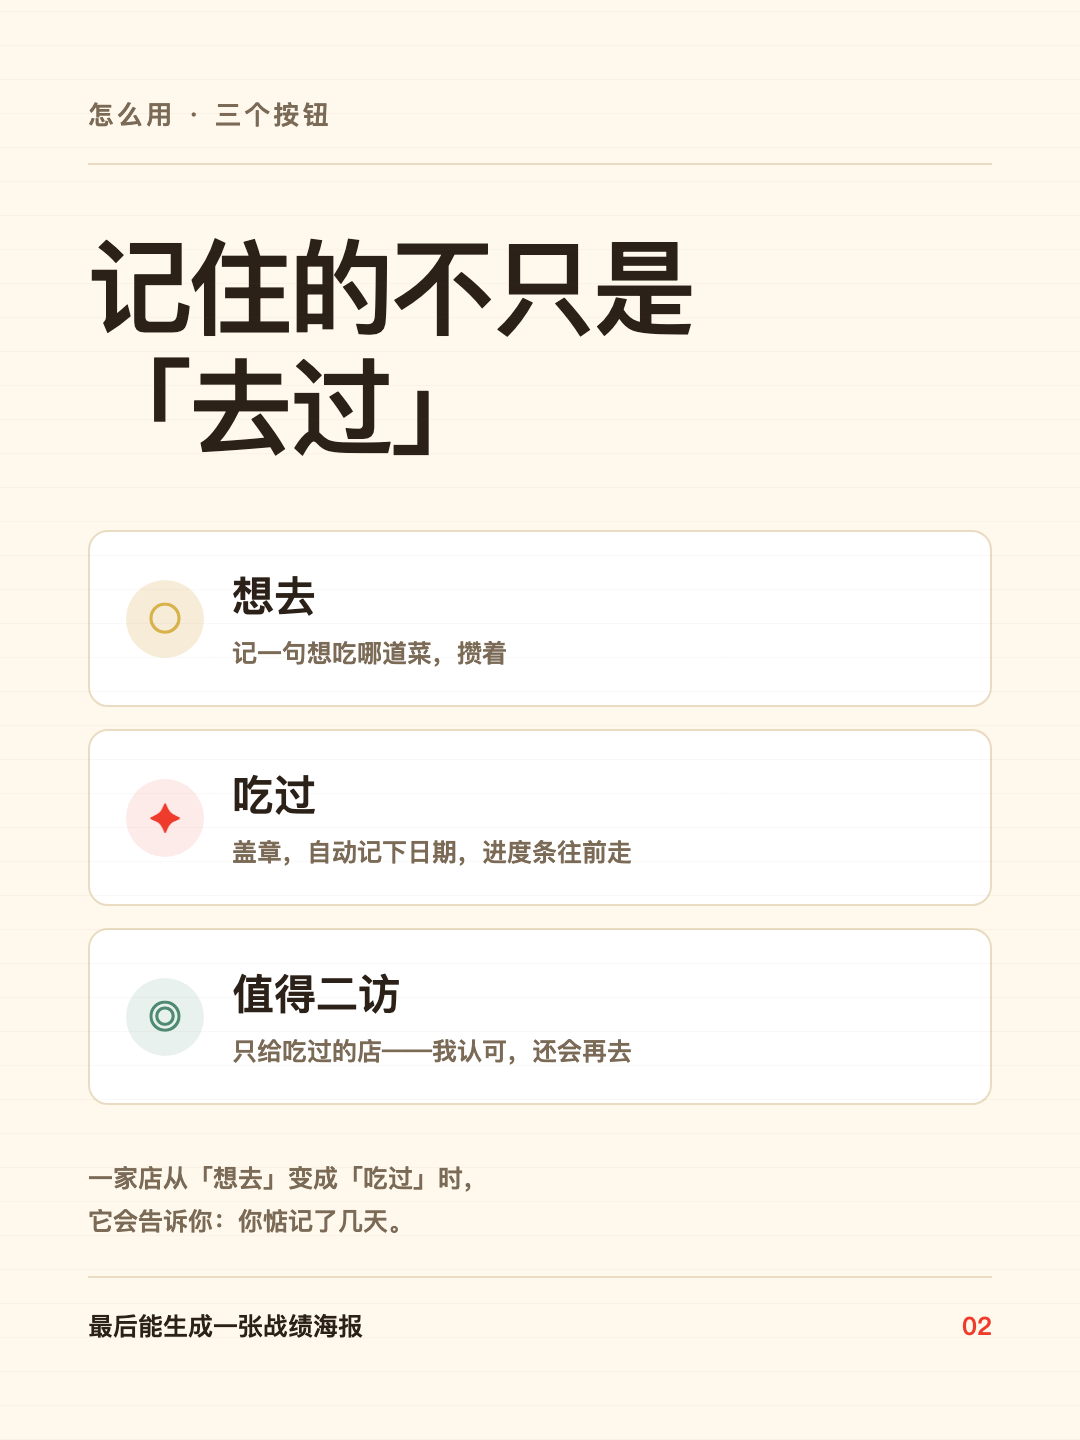 怎么用 · 三个按钮
记住的不只是
「去过」
想去
记一句想吃哪道菜，攒着
吃过
盖章，自动记下日期，进度条往前走
值得二访
只给吃过的店——我认可，还会再去
一家店从「想去」变成「吃过」时，
它会告诉你：你惦记了几天。
最后能生成一张战绩海报
02